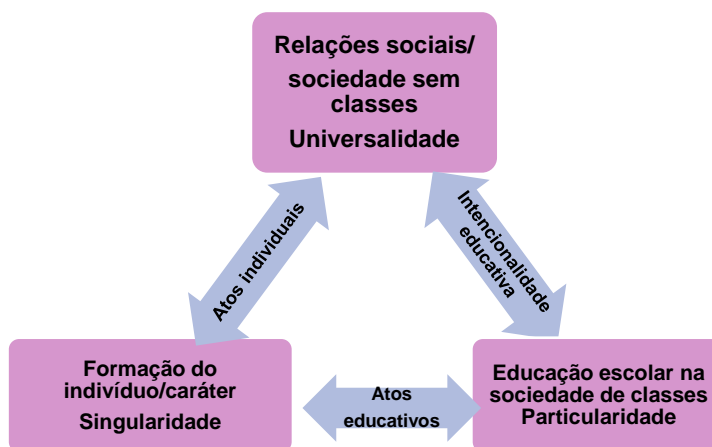 Relações sociais/
sociedade sem
classes
Universalidade
Atos individuais
Intencionalidade
educativa
Formação do
indivíduo/caráter
Singularidade
Atos
educativos
Educação escolar na
sociedade de classes
Particularidade